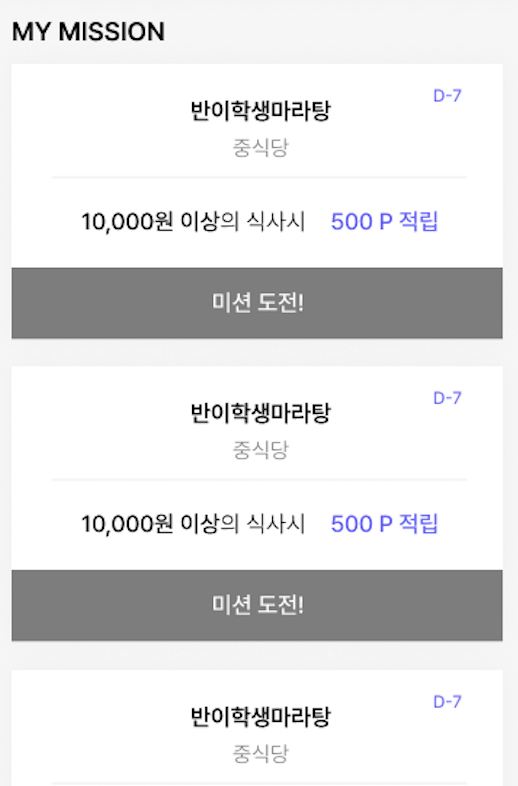 MY MISSION
D-7
반이학생마라탕
중식당
10,000원 이상의 식사시 500 P 적립
미션 도전!
D-7
반이학생마라탕
중식당
10,000원 이상의 식사시 500 P 적립
미션 도전!
D-7
반이학생마라탕
중식당